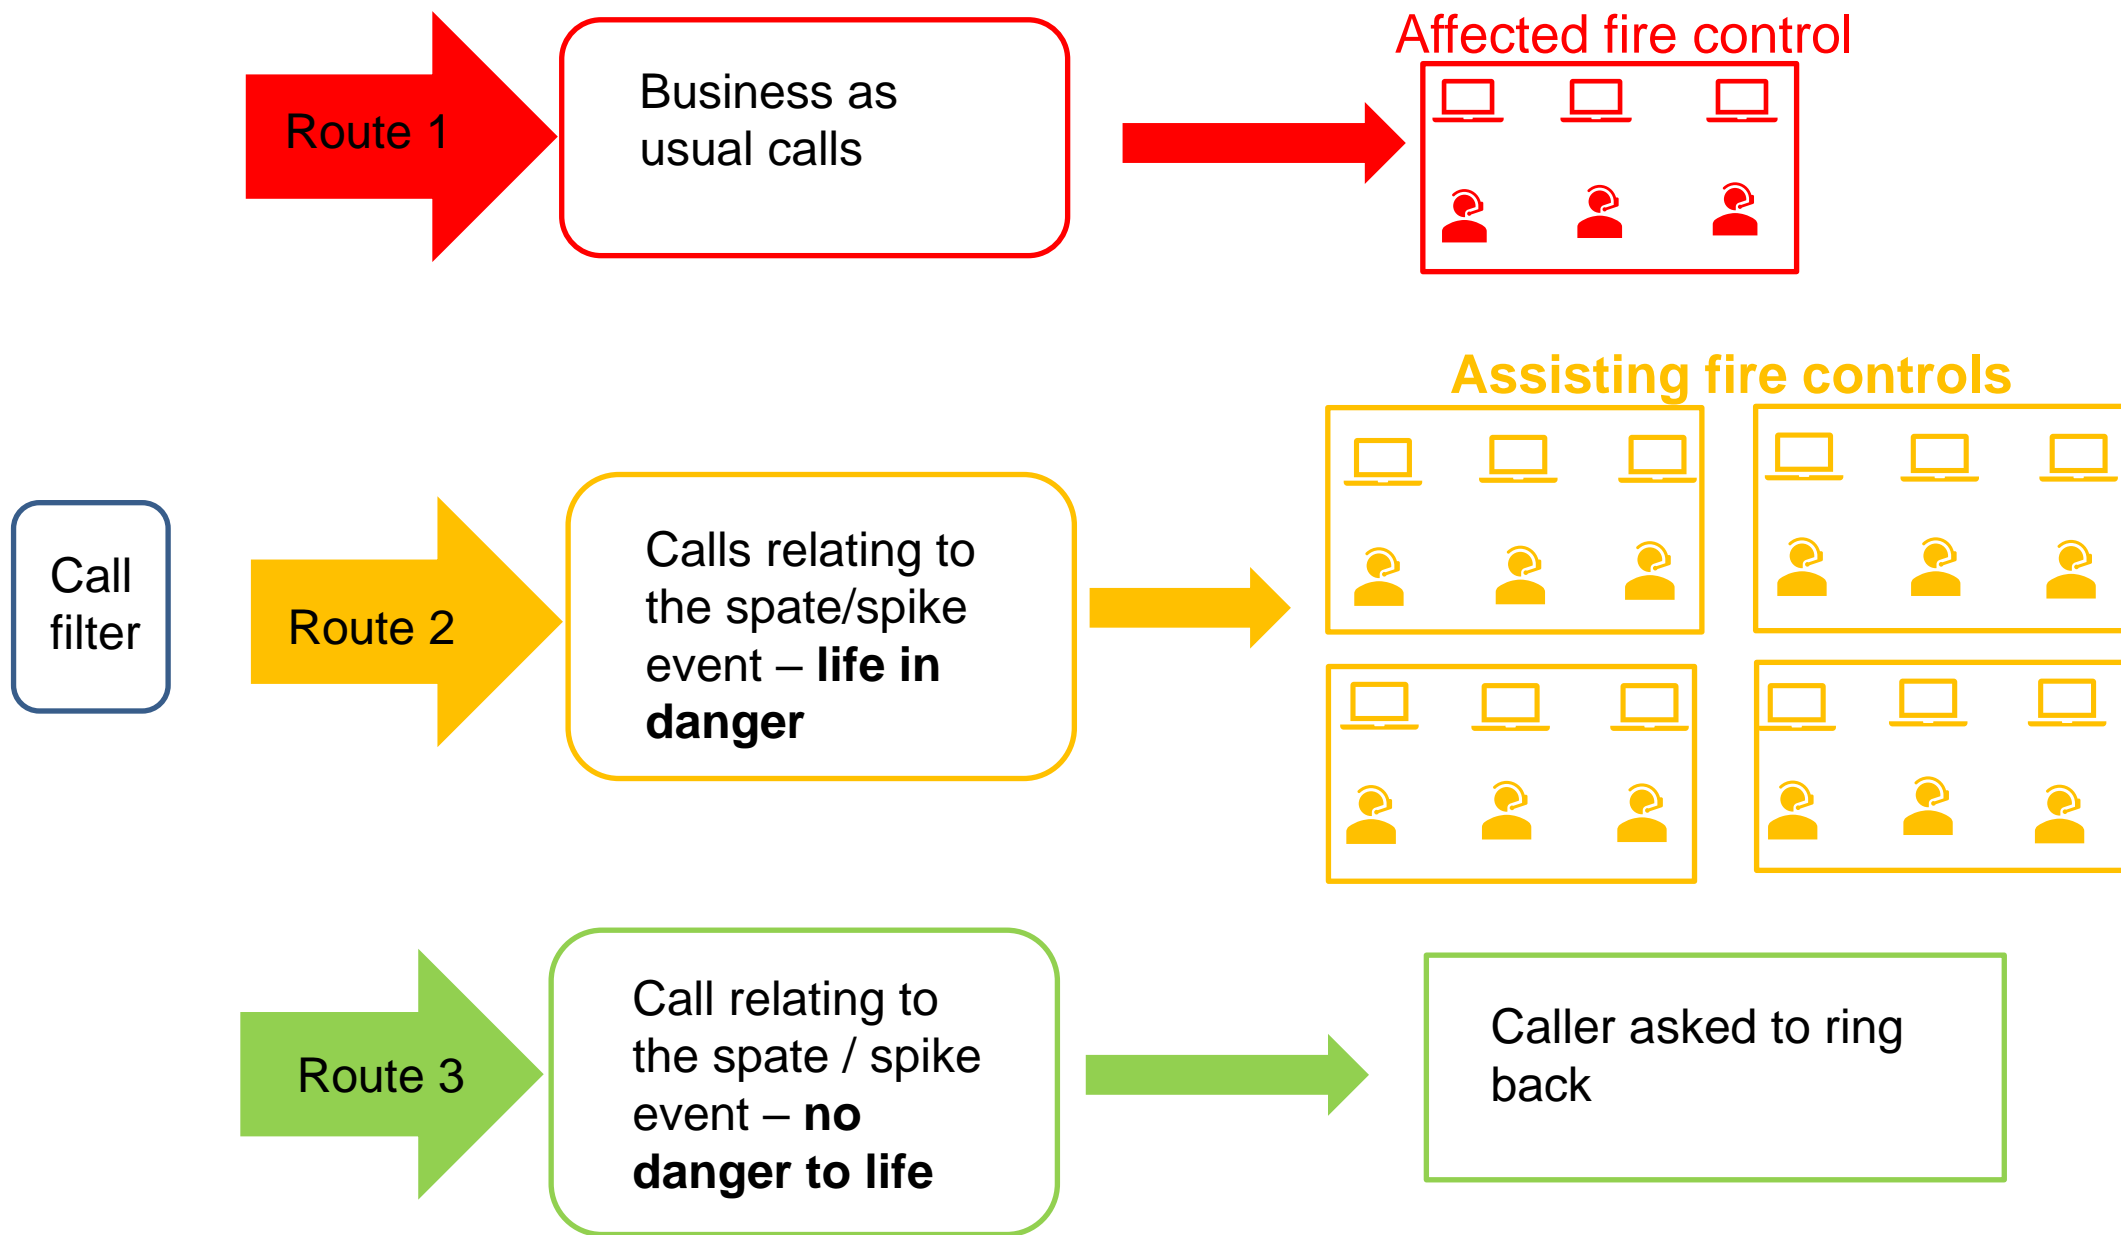 Affected fire control
Route 1
Business as
usual calls
Assisting fire controls
Call
filter
Route 2
Calls relating to
the spate/spike
event – life in
danger
Route 3
Call relating to
the spate / spike
event – no
danger to life
Caller asked to ring
back